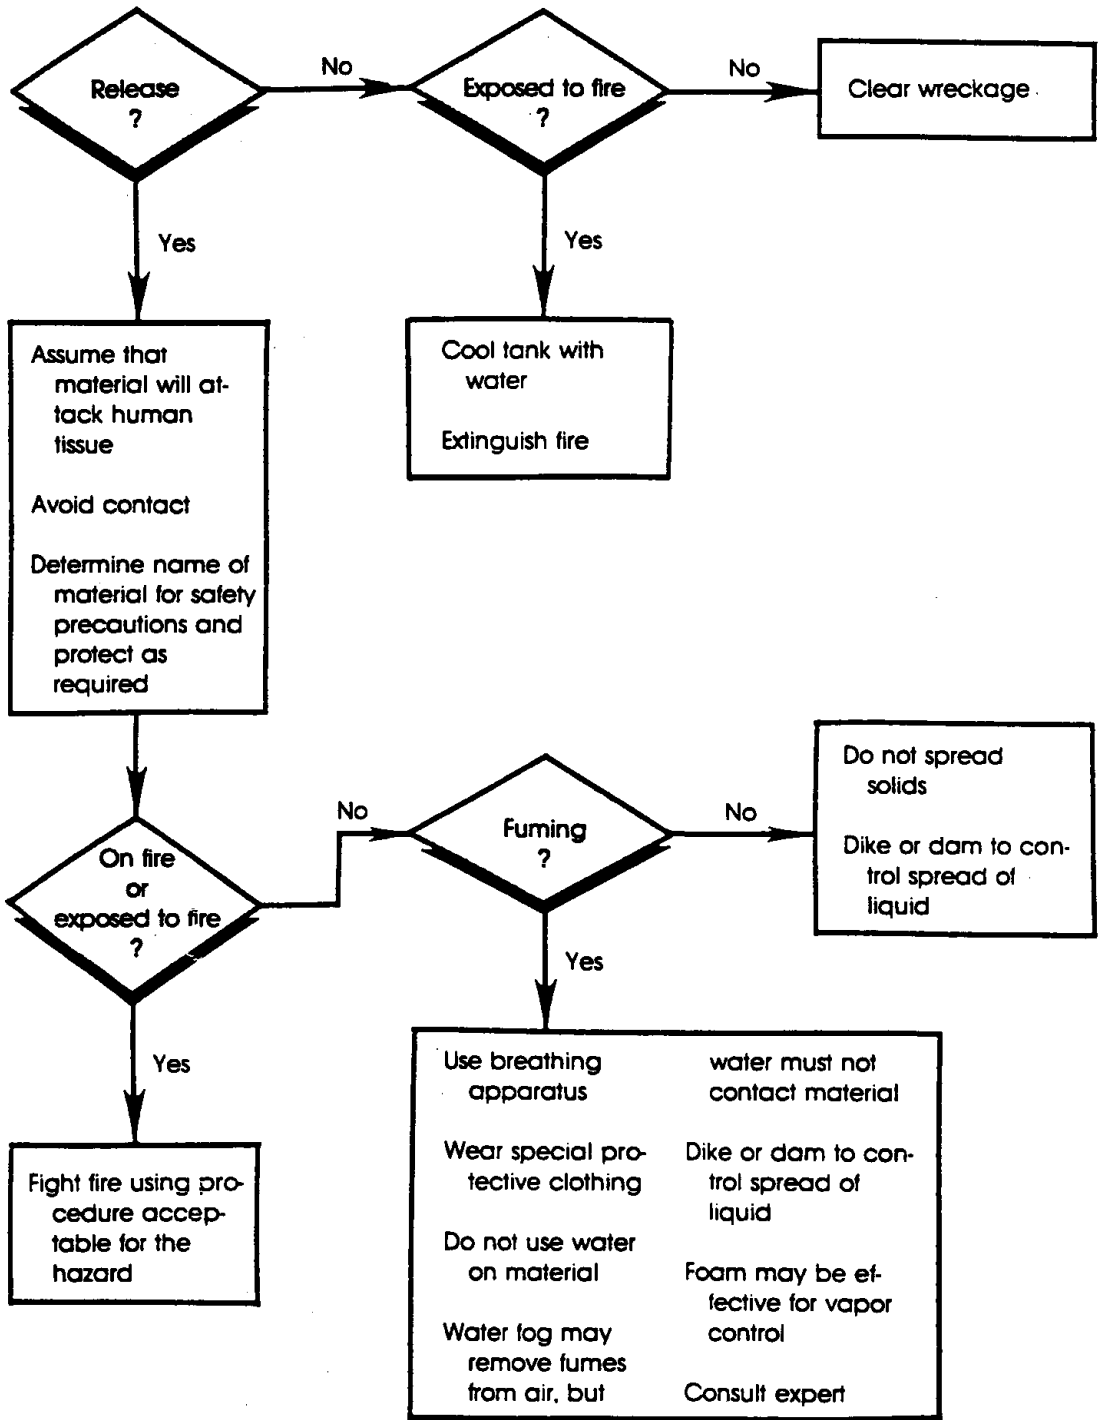 Release
?
No
Exposed to fire
?
No
Clear wreckage
Yes
Yes
Assume that
material will at-
tack human
tissue
Avoid contact
Determine name of
material for safety
precautions and
protect as
required
Cool tank with
water
Extinguish fire
On fire
or
exposed to fire
?
No
Fuming
?
No
Do not spread
solids
Dike or dam to con-
trol spread of
liquid
Yes
Yes
Fight fire using pro-
cedure accep-
table for the
hazard
Use breathing
apparatus
Wear special pro-
tective clothing
Do not use water
on material
Water fog may
remove fumes
from air, but
water must not
contact material
Dike or dam to con-
trol spread of
liquid
Foam may be ef-
fective for vapor
control
Consult expert